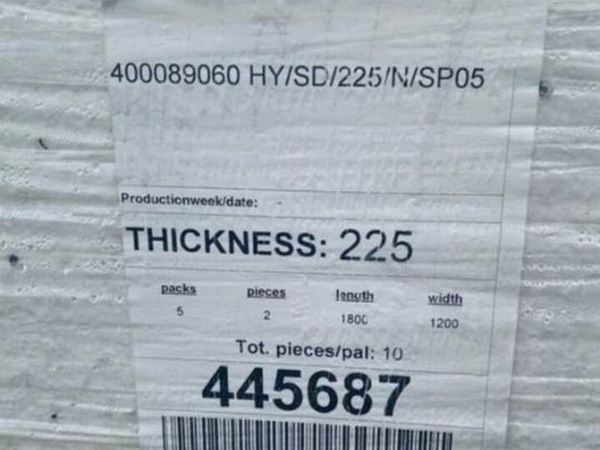 400089060 HY/SD/225/N/SP05
Productionweek/date: -
THICKNESS: 225
packs pieces length width
5 2 1800 1200
Tot. pieces/pal: 10
445687